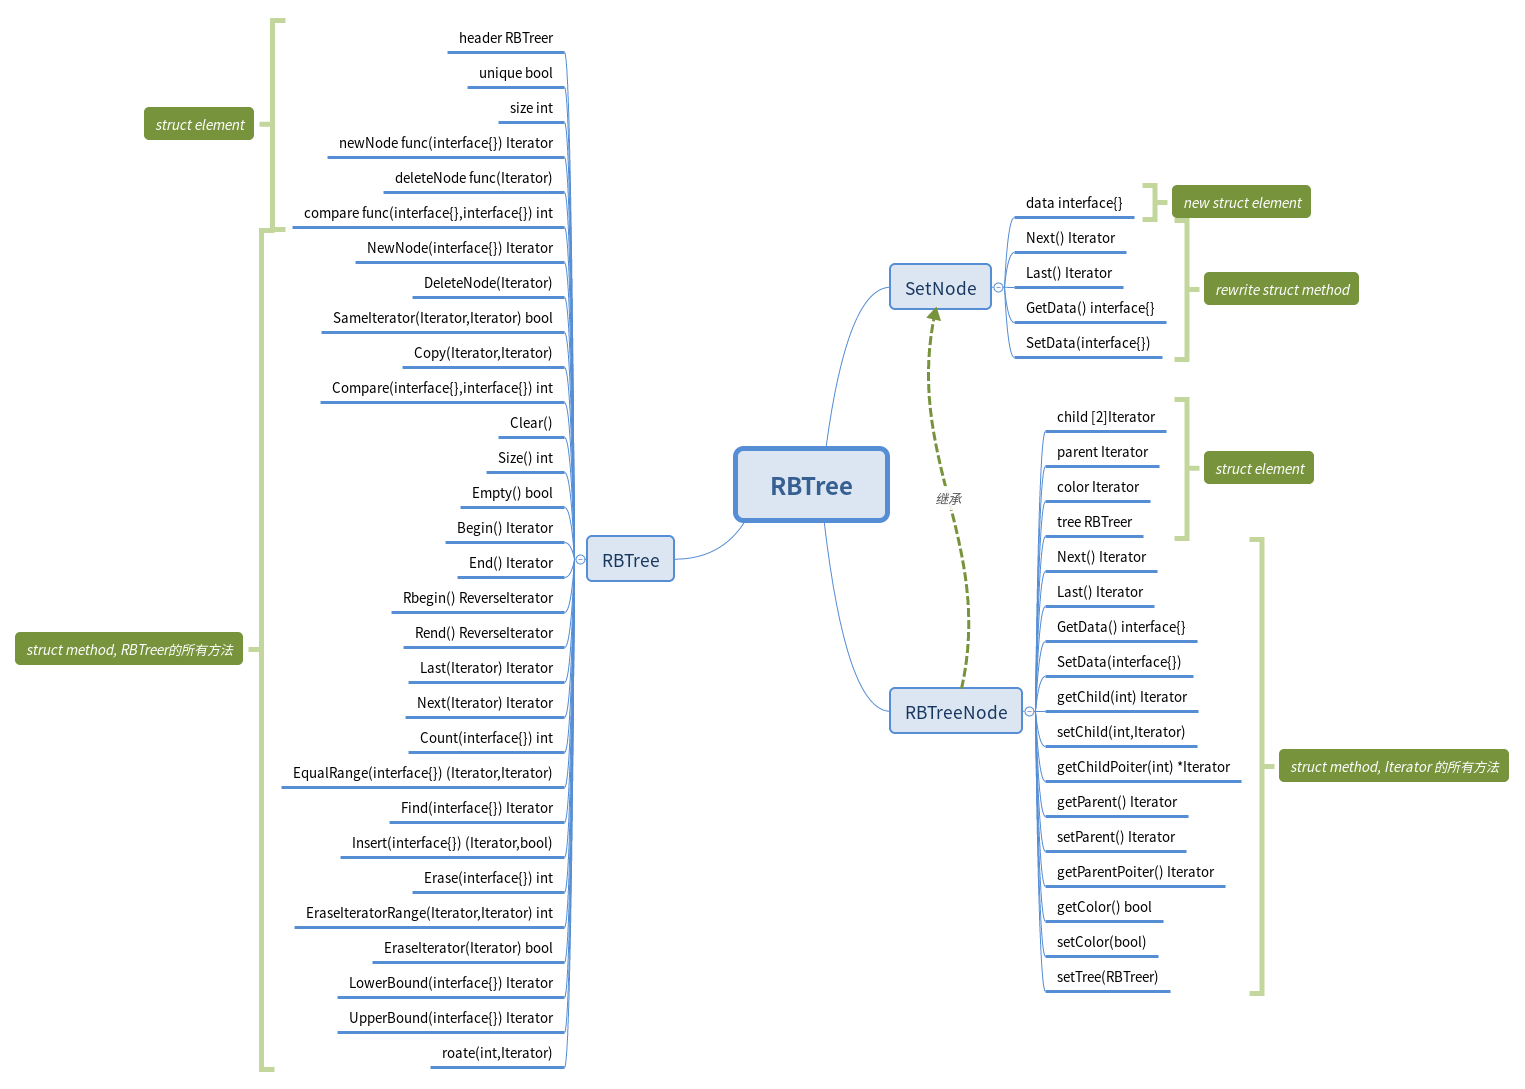 header RBTreer
unique bool
size int
newNode func(interface{}) Iterator
deleteNode func(Iterator)
compare func(interface{},interface{}) int
struct element
NewNode(interface{}) Iterator
DeleteNode(Iterator)
SameIterator(Iterator,Iterator) bool
Copy(Iterator,Iterator)
Compare(interface{},interface{}) int
Clear()
Size() int
Empty() bool
Begin() Iterator
End() Iterator
Rbegin() ReverseIterator
Rend() ReverseIterator
Last(Iterator) Iterator
Next(Iterator) Iterator
Count(interface{}) int
EqualRange(interface{}) (Iterator,Iterator)
Find(interface{}) Iterator
Insert(interface{}) (Iterator,bool)
Erase(interface{}) int
EraseIteratorRange(Iterator,Iterator) int
EraseIterator(Iterator) bool
LowerBound(interface{}) Iterator
UpperBound(interface{}) Iterator
roate(int,Iterator)
struct method, RBTreer的所有方法
RBTree
RBTree
SetNode
data interface{}
new struct element
Next() Iterator
Last() Iterator
GetData() interface{}
SetData(interface{})
rewrite struct method
继承
RBTreeNode
child [2]Iterator
parent Iterator
color Iterator
tree RBTreer
struct element
Next() Iterator
Last() Iterator
GetData() interface{}
SetData(interface{})
getChild(int) Iterator
setChild(int,Iterator)
getChildPoiter(int) *Iterator
getParent() Iterator
setParent() Iterator
getParentPoiter() Iterator
getColor() bool
setColor(bool)
setTree(RBTreer)
struct method, Iterator 的所有方法